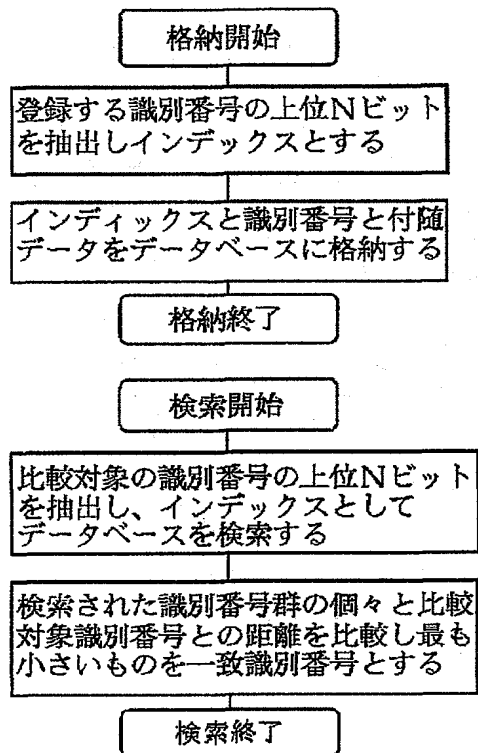 格納開始
登録する識別番号の上位Nビット
を抽出しインデックスとする
インディックスと識別番号と付随
データをデータベースに格納する
格納終了
検索開始
比較対象の識別番号の上位Nビット
を抽出し、インデックスとして
データベースを検索する
検索された識別番号群の個々と比較
対象識別番号との距離を比較し最も
小さいものを一致識別番号とする
検索終了